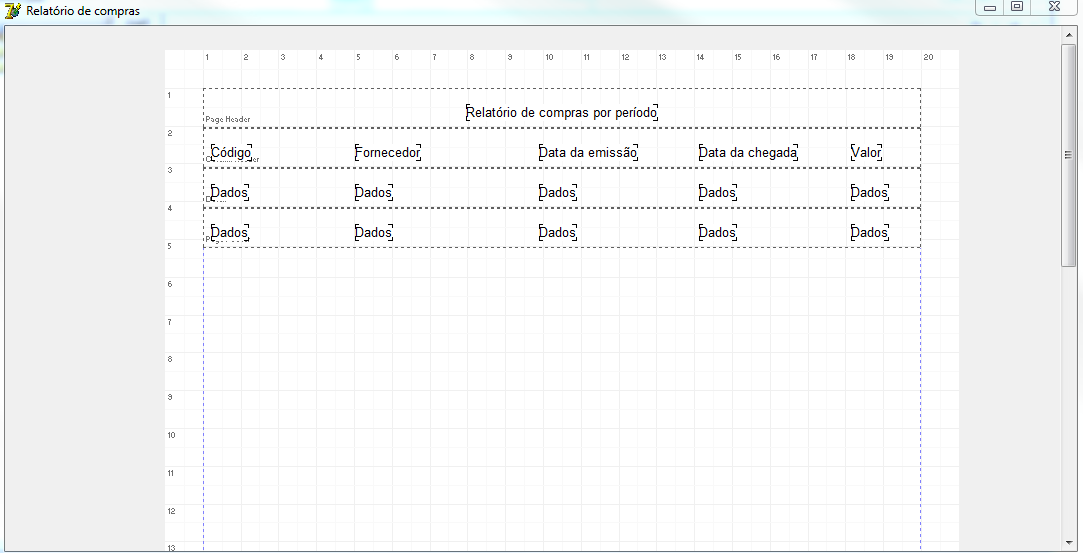 Relatório de compras
1 2 3 4 5 6 7 8 9 10 11 12 13 14 15 16 17 18 19 20
1
Relatório de compras por período
Page Header
2
Código Fornecedor Data da emissão Data da chegada Valor
3
Dados Dados Dados Dados Dados
4
Dados Dados Dados Dados Dados
5
6
7
8
9
10
11
12
13